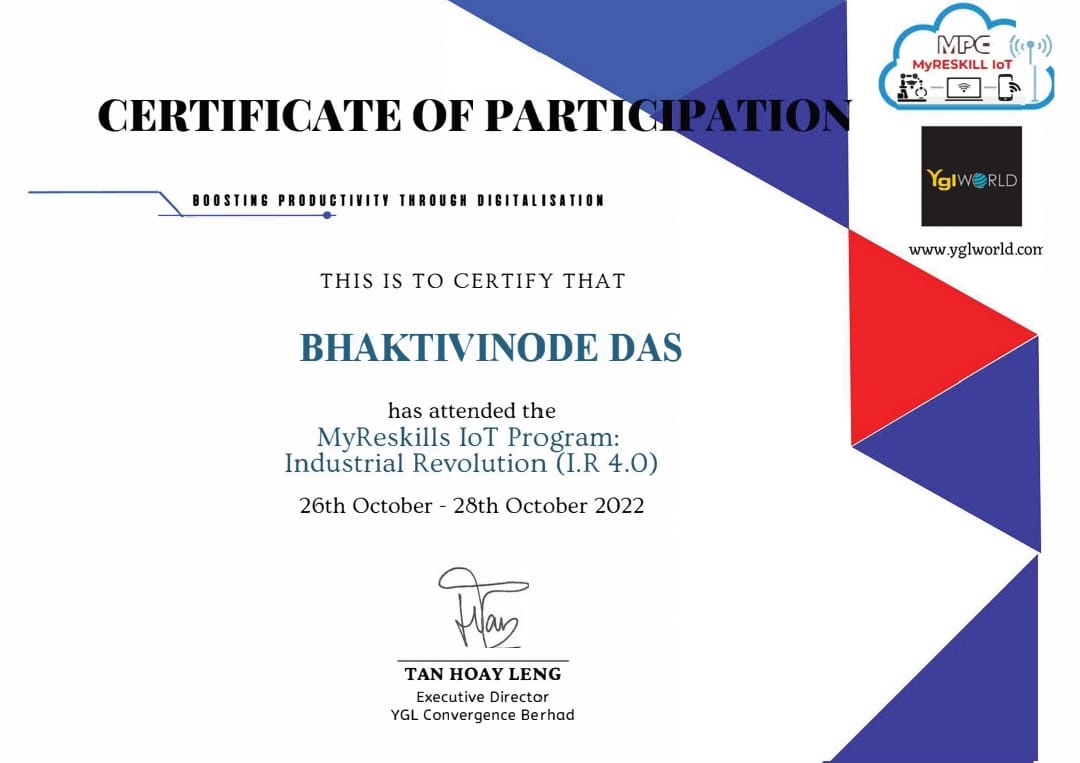 MPC
MyRESKILL IoT
CERTIFICATE OF PARTICIPATION
YglWORLD
BOOSTING PRODUCTIVITY THROUGH DIGITALISATION
www.yglworld.com
THIS IS TO CERTIFY THAT
BHAKTIVINODE DAS
has attended the
MyReskills IoT Program:
Industrial Revolution (I.R 4.0)
26th October - 28th October 2022
TAN HOAY LENG
Executive Director
YGL Convergence Berhad